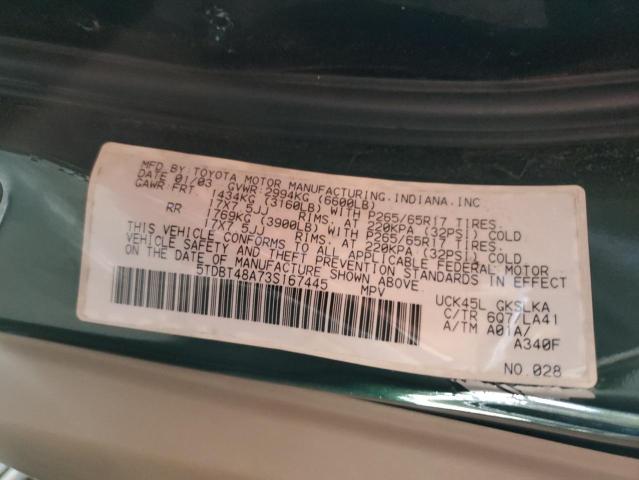 MFD.BY:TOYOTA MOTOR MANUFACTURING.INDIANA.INC
DATE 01/03 GVWR:2994KG (6600LB)
GAWR:FRT 1434KG (3160LB) WITH P265/65R17 TIRES.
17X7.5JJ RIMS. AT 220KPA (32PSI) COLD
RR 1769KG (3900LB) WITH P265/65R17 TIRES.
17X7.5JJ RIMS. AT 220KPA (32PSI) COLD
THIS VEHICLE CONFORMS TO ALL APPLICABLE FEDERAL MOTOR
VEHICLE SAFETY AND THEFT PREVENTION STANDARDS IN EFFECT
ON THE DATE OF MANUFACTURE SHOWN ABOVE.
5TDBT48A73S167445 MPV
UCK45L GKSLKA
C/TR 6Q7/LA41
A/TM A01A/
A340F
NO.028